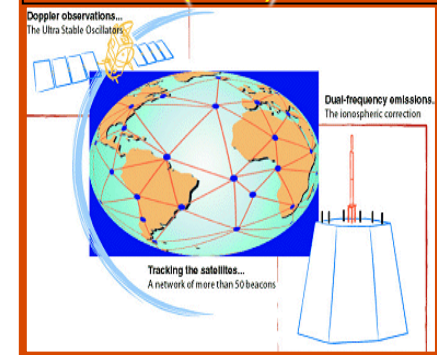 Doppler observations...
The Ultra Stable Oscillators
Dual-frequency emissions..
The ionospheric correction
Tracking the satellites...
A network of more than 50 beacons